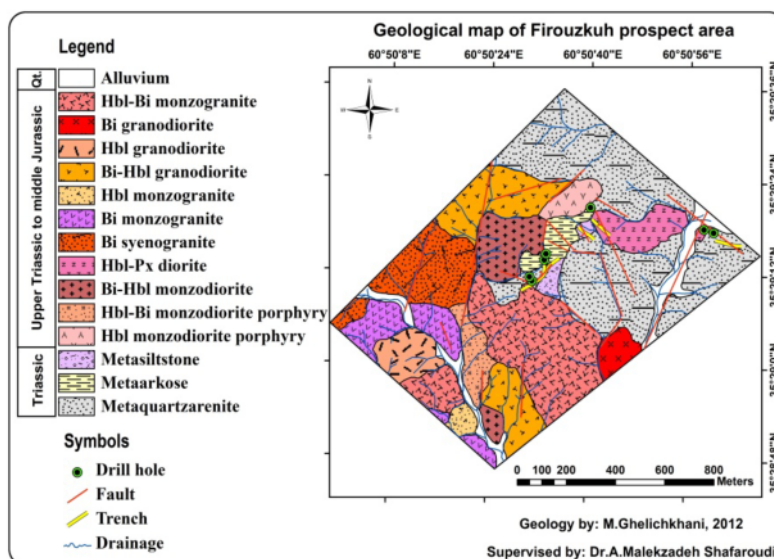 Geological map of Firouzkuh prospect area
60°50'8"E
60°50'24"E
60°50'40"E
60°50'56"E
Legend
Qt.
Alluvium
Upper Triassic to middle Jurassic
Hbl-Bi monzogranite
Bi granodiorite
Hbl granodiorite
Bi-Hbl granodiorite
Hbl monzogranite
Bi monzogranite
Bi syenogranite
Hbl-Px diorite
Bi-Hbl monzodiorite
Hbl-Bi monzodiorite porphyry
Hbl monzodiorite porphyry
Triassic
Metasiltstone
Metaarkose
Metaquartzarenite
Symbols
Drill hole
Fault
Trench
Drainage
N
W
E
S
0 100 200 400 600 800
Meters
Geology by: M.Ghelichkhani, 2012
Supervised by: Dr.A.Malekzadeh Shafaroudi